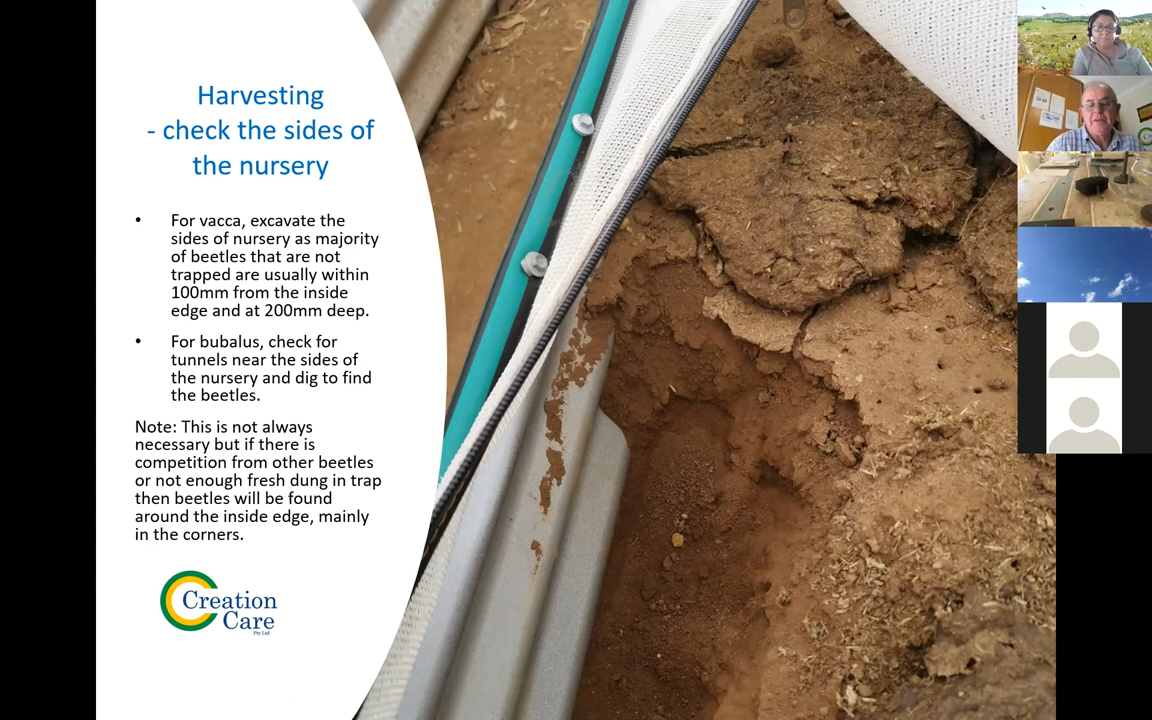 Harvesting
- check the sides of
the nursery
• For vacca, excavate the
sides of nursery as majority
of beetles that are not
trapped are usually within
100mm from the inside
edge and at 200mm deep.
• For bubalus, check for
tunnels near the sides of
the nursery and dig to find
the beetles.
Note: This is not always
necessary but if there is
competition from other beetles
or not enough fresh dung in trap
then beetles will be found
around the inside edge, mainly
in the corners.
Creation
Care
Pty Ltd